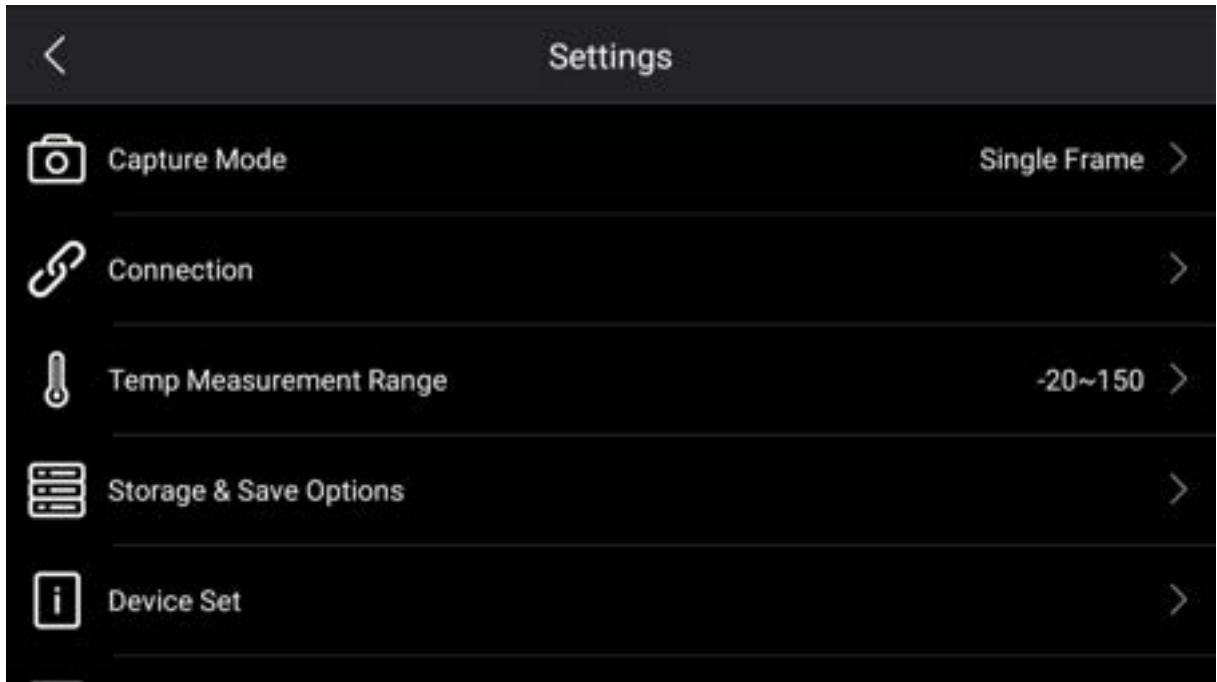 Settings
Capture Mode Single Frame
Connection
Temp Measurement Range -20~150
Storage & Save Options
Device Set